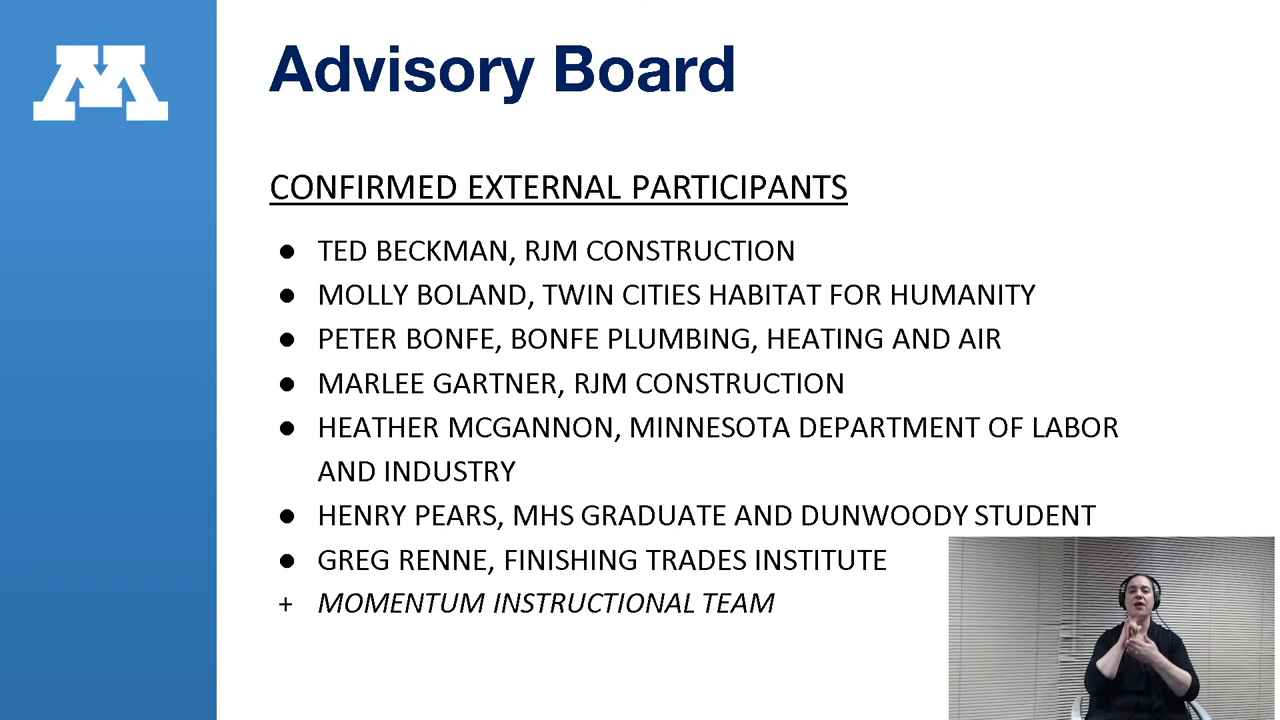 M
Advisory Board
CONFIRMED EXTERNAL PARTICIPANTS
● TED BECKMAN, RJM CONSTRUCTION
● MOLLY BOLAND, TWIN CITIES HABITAT FOR HUMANITY
● PETER BONFE, BONFE PLUMBING, HEATING AND AIR
● MARLEE GARTNER, RJM CONSTRUCTION
● HEATHER MCGANNON, MINNESOTA DEPARTMENT OF LABOR
AND INDUSTRY
● HENRY PEARS, MHS GRADUATE AND DUNWOODY STUDENT
● GREG RENNE, FINISHING TRADES INSTITUTE
+ MOMENTUM INSTRUCTIONAL TEAM